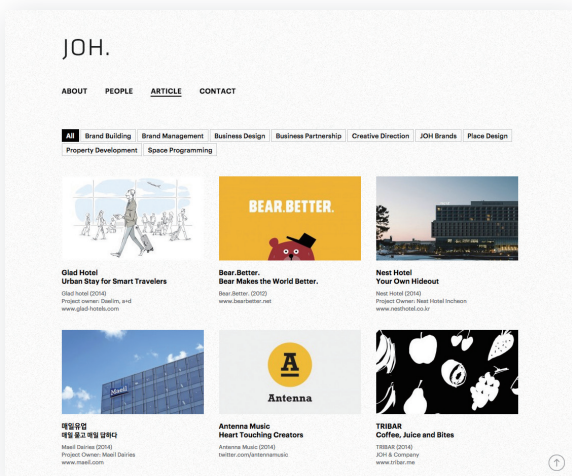 JOH.
ABOUT PEOPLE ARTICLE CONTACT
All Brand Building Brand Management Business Design Business Partnership Creative Direction JOH Brands Place Design
Property Development Space Programming
BEAR.BETTER.
Glad Hotel
Urban Stay for Smart Travelers
Glad hotel (2014)
Project owner: Daelim, a+d
www.glad-hotels.com
Bear.Better.
Bear Makes the World Better.
Bear.Better. (2012)
www.bearbetter.net
Nest Hotel
Your Own Hideout
Nest Hotel (2014)
Project Owner: Nest Hotel Incheon
www.nesthotel.co.kr
Maeil
A
Antenna
매일유업
매일 묻고 매일 답하다
Maeil Dairies (2014)
Project Owner: Maeil Dairies
www.maeil.com
Antenna Music
Heart Touching Creators
Antenna Music (2014)
twitter.com/antennamusic
TRIBAR
Coffee, Juice and Bites
TRIBAR (2014)
JOH & Company
www.tribar.me